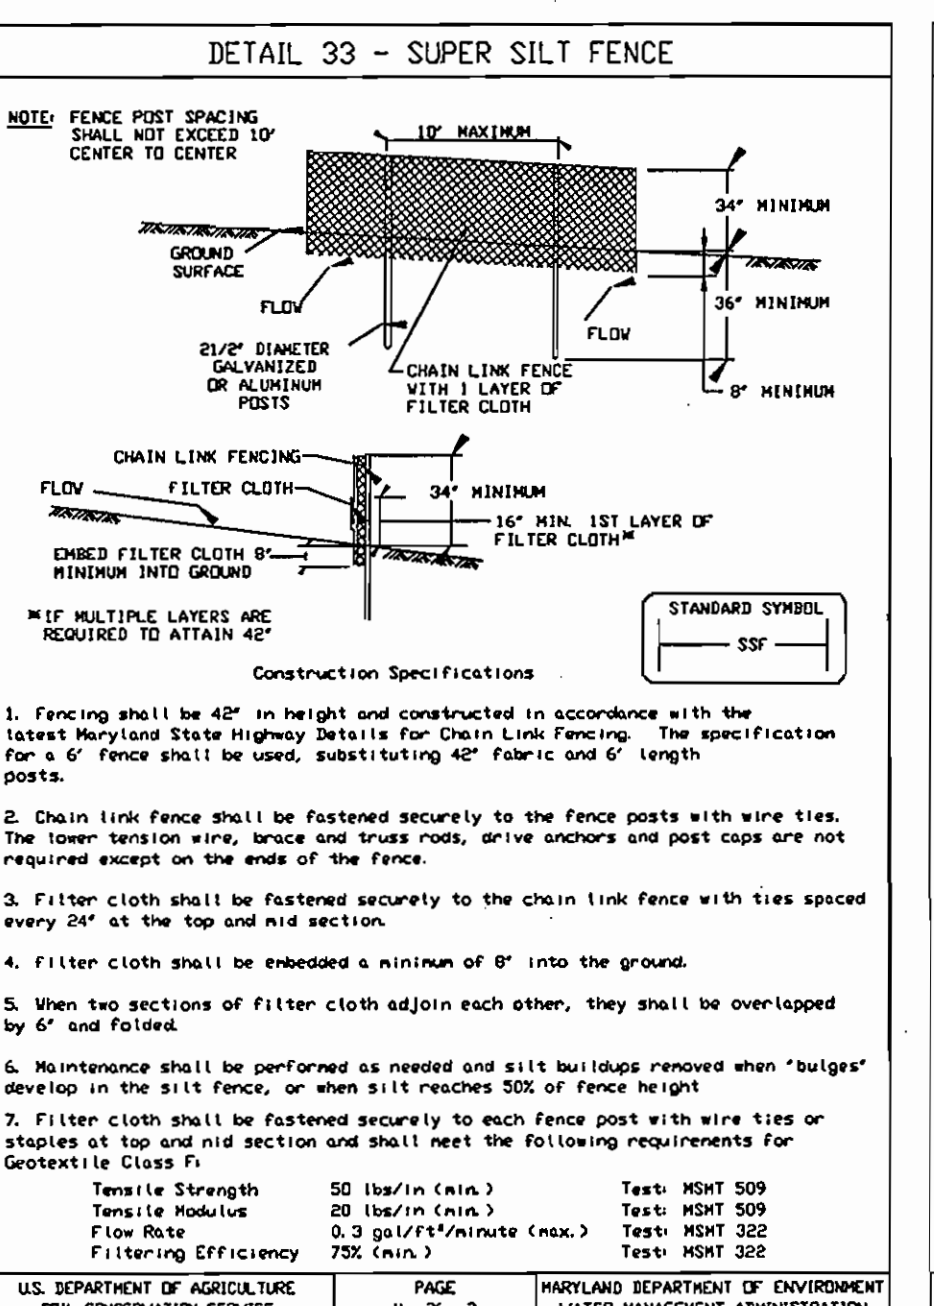 DETAIL 33 - SUPER SILT FENCE
NOTE: FENCE POST SPACING
SHALL NOT EXCEED 10'
CENTER TO CENTER
10' MAXIMUM
34" MINIMUM
GROUND
SURFACE
FLOW
36" MINIMUM
FLOW
21/2" DIAMETER
GALVANIZED
OR ALUMINUM
POSTS
CHAIN LINK FENCE
WITH 1 LAYER OF
FILTER CLOTH
8" MINIMUM
CHAIN LINK FENCING
FLOW
FILTER CLOTH
34" MINIMUM
16" MIN. 1ST LAYER OF
FILTER CLOTH*
EMBED FILTER CLOTH 8"
MINIMUM INTO GROUND
*IF MULTIPLE LAYERS ARE
REQUIRED TO ATTAIN 42"
STANDARD SYMBOL
SSF
Construction Specifications
1. Fencing shall be 42" in height and constructed in accordance with the
latest Maryland State Highway Details for Chain Link Fencing. The specification
for a 6' fence shall be used, substituting 42" fabric and 6' length
posts.
2. Chain link fence shall be fastened securely to the fence posts with wire ties.
The lower tension wire, brace and truss rods, drive anchors and post caps are not
required except on the ends of the fence.
3. Filter cloth shall be fastened securely to the chain link fence with ties spaced
every 24" at the top and mid section.
4. Filter cloth shall be embedded a minimum of 8" into the ground.
5. When two sections of filter cloth adjoin each other, they shall be overlapped
by 6" and folded.
6. Maintenance shall be performed as needed and silt buildups removed when "bulges"
develop in the silt fence, or when silt reaches 50% of fence height
7. Filter cloth shall be fastened securely to each fence post with wire ties or
staples at top and mid section and shall meet the following requirements for
Geotextile Class F:
Tensile Strength 50 lbs/in (min.) Test: MSMT 509
Tensile Modulus 20 lbs/in (min.) Test: MSMT 509
Flow Rate 0.3 gal/ft²/minute (max.) Test: MSMT 322
Filtering Efficiency 75% (min.) Test: MSMT 322
U.S. DEPARTMENT OF AGRICULTURE
PAGE
MARYLAND DEPARTMENT OF ENVIRONMENT
SOIL CONSERVATION SERVICE
WATER MANAGEMENT ADMINISTRATION